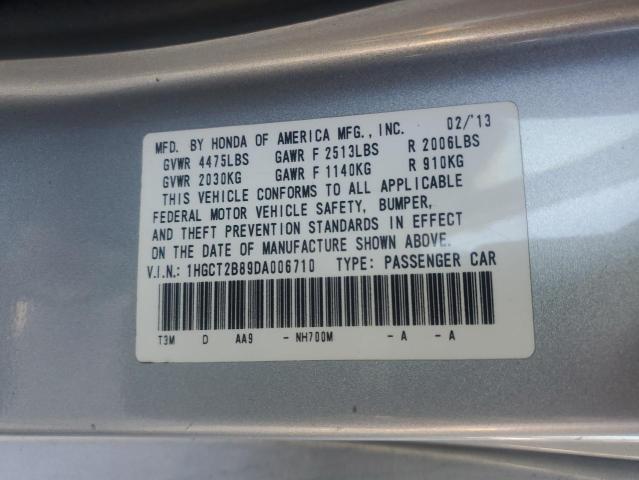 MFD. BY HONDA OF AMERICA MFG., INC. 02/'13
GVWR 4475LBS GAWR F 2513LBS R 2006LBS
GVWR 2030KG GAWR F 1140KG R 910KG
THIS VEHICLE CONFORMS TO ALL APPLICABLE
FEDERAL MOTOR VEHICLE SAFETY, BUMPER,
AND THEFT PREVENTION STANDARDS IN EFFECT
ON THE DATE OF MANUFACTURE SHOWN ABOVE.
V.I.N.: 1HGCT2B89DA006710 TYPE: PASSENGER CAR
T3M D AA9 - NH700M - A - A